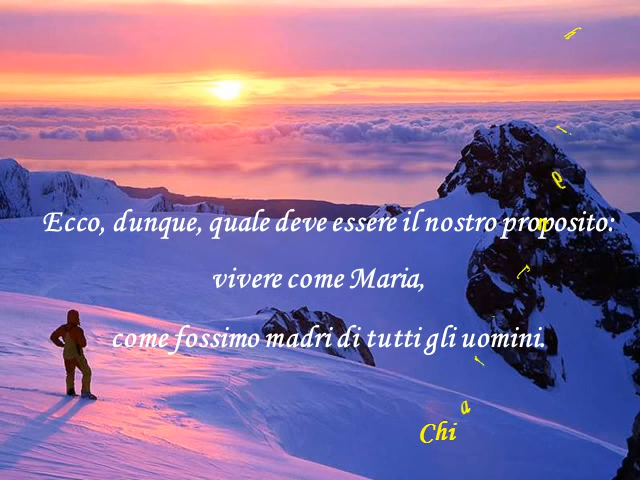 Ecco, dunque, quale deve essere il nostro proposito:
vivere come Maria,
come fossimo madri di tutti gli uomini.
Chi a r